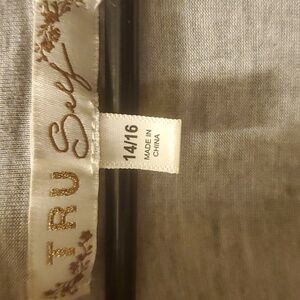 TRU Self
14/16
MADE IN
CHINA